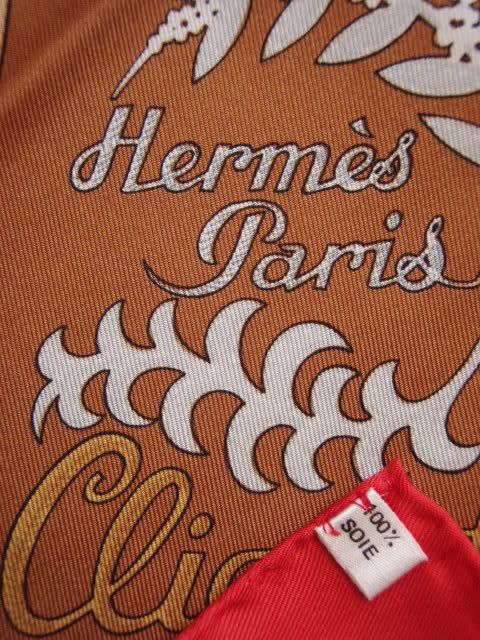 Hermès
Paris
100%
SOIE